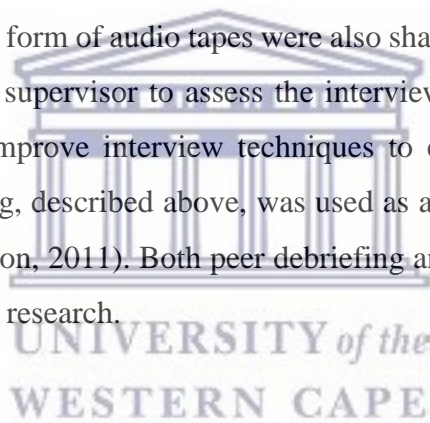 form of audio tapes were also sha
supervisor to assess the interview
mprove interview techniques to
g, described above, was used as a
on, 2011). Both peer debriefing an
research.
UNIVERSITY of the
WESTERN CAPE